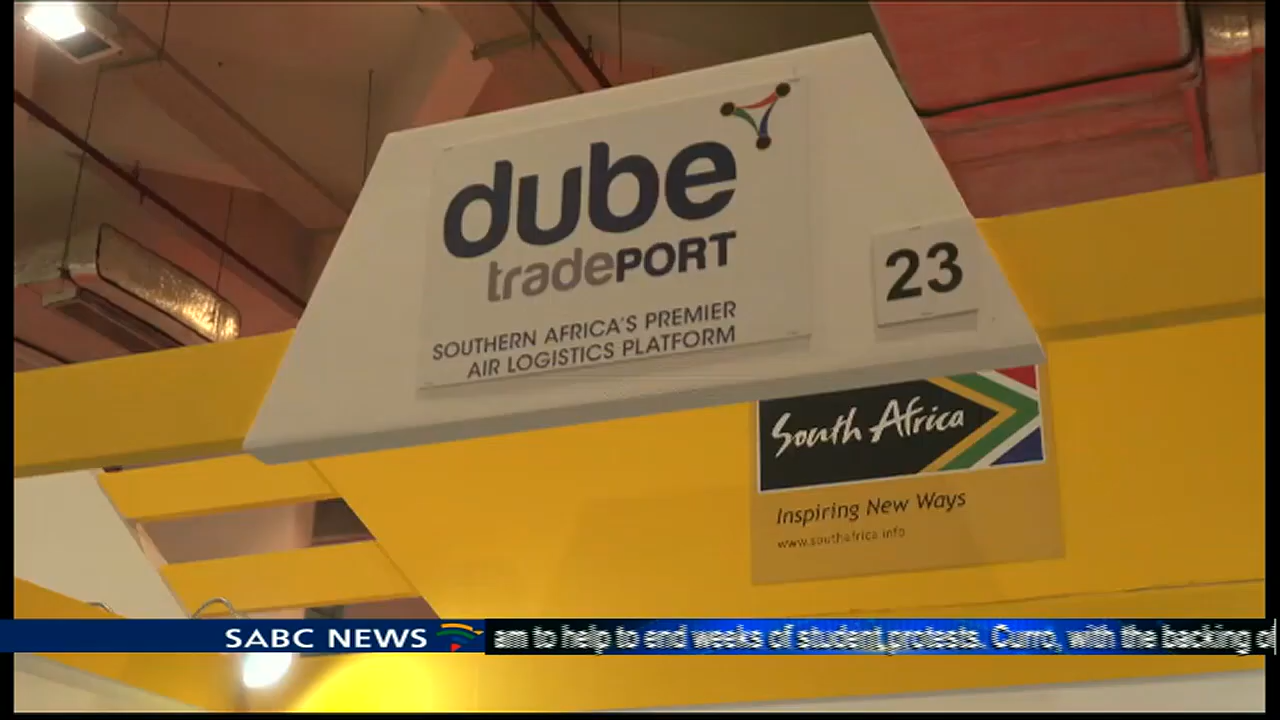 dube
tradePORT
SOUTHERN AFRICA'S PREMIER
AIR LOGISTICS PLATFORM
23
South Africa
Inspiring New Ways
www.southafrica.info
SABC NEWS
am to help to end weeks of student protests. Curro, with the backing